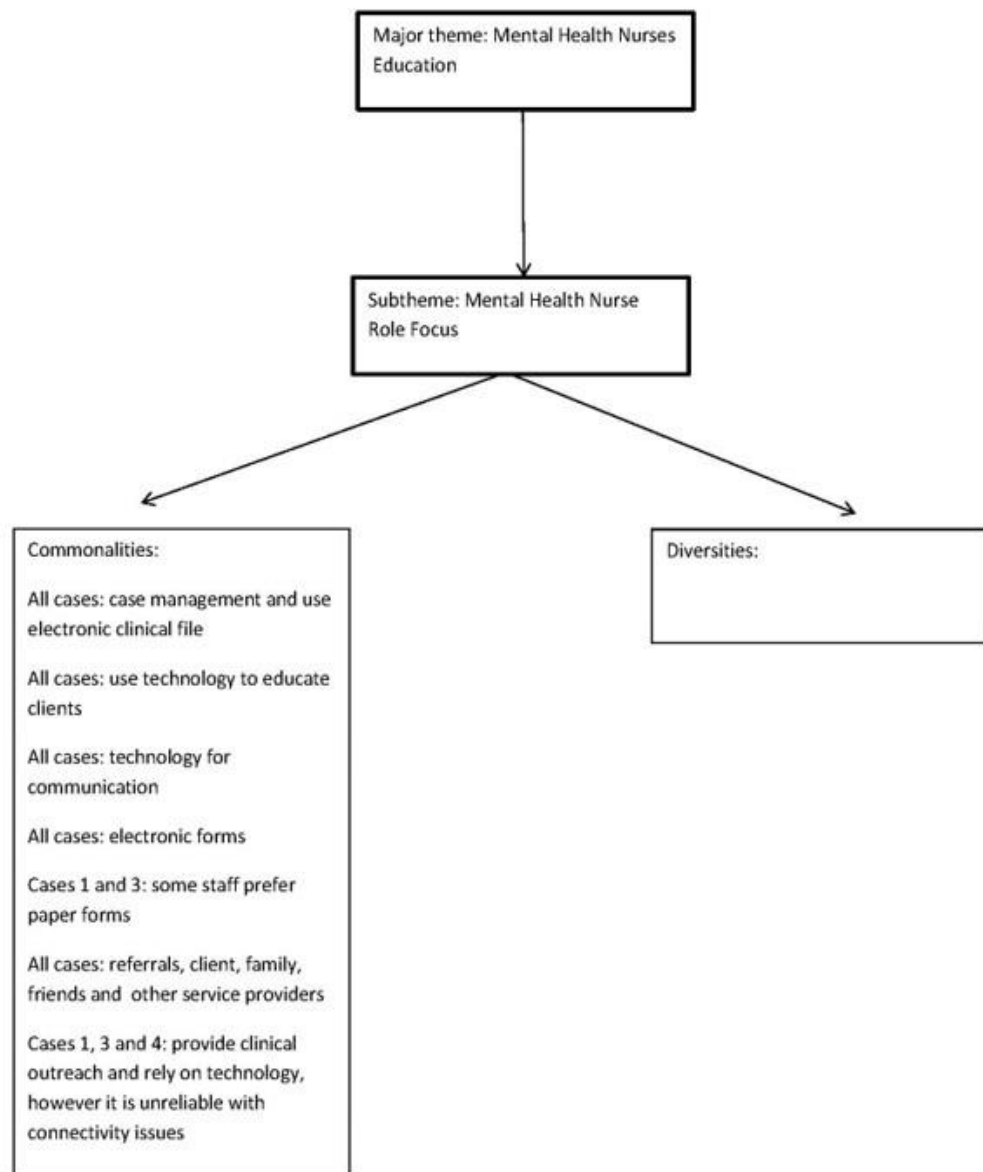 Major theme: Mental Health Nurses
Education
Subtheme: Mental Health Nurse
Role Focus
Commonalities:
All cases: case management and use
electronic clinical file
All cases: use technology to educate
clients
All cases: technology for
communication
All cases: electronic forms
Cases 1 and 3: some staff prefer
paper forms
All cases: referrals, client, family,
friends and other service providers
Cases 1, 3 and 4: provide clinical
outreach and rely on technology,
however it is unreliable with
connectivity issues
Diversities: